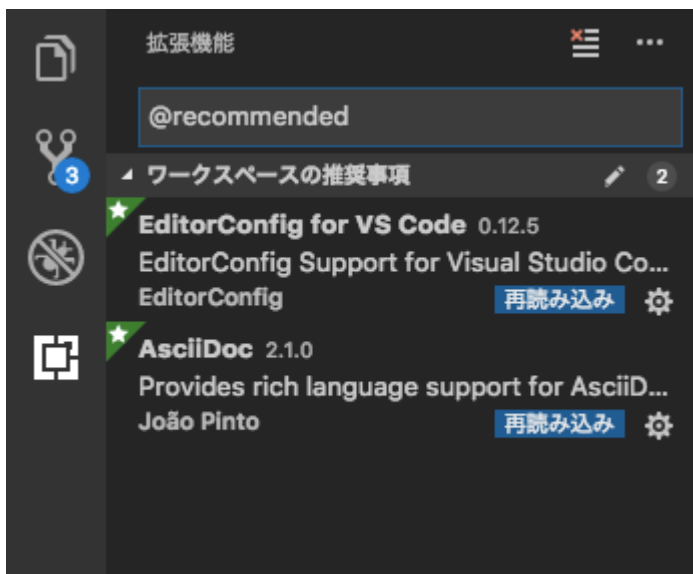 拡張機能
@recommended
3
ワークスペースの推奨事項 2
EditorConfig for VS Code 0.12.5
EditorConfig Support for Visual Studio Co...
EditorConfig 再読み込み
AsciiDoc 2.1.0
Provides rich language support for AsciiD...
João Pinto 再読み込み